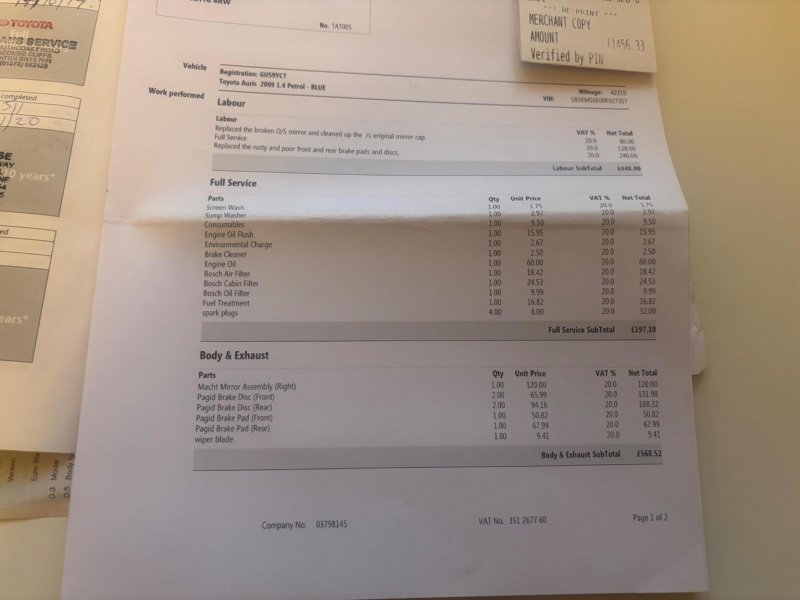 TOYOTA
Full
SERVICE
completed
10 years*
ears*
Version
D.3 Model
No. TA7005
*** RE PRINT ***
MERCHANT COPY
AMOUNT £1456.33
Verified by PIN
Vehicle
Registration: GU59YCT
Toyota Auris 2009 1.4 Petrol - BLUE
Mileage: 42319
VIN:
Work performed
Labour
Labour VAT % Net Total
Replaced the broken O/S mirror and cleaned up the /s original mirror cap. 20.0 80.00
Full Service 20.0 128.00
Replaced the rusty and poor front and rear brake pads and discs. 20.0 240.00
Labour SubTotal £448.00
Full Service
Parts Qty Unit Price VAT % Net Total
Screen Wash 1.00 1.75 20.0 1.75
Sump Washer 1.00 2.97 20.0 2.97
Consumables 1.00 9.50 20.0 9.50
Engine Oil Flush 1.00 15.95 20.0 15.95
Environmental Charge 1.00 2.67 20.0 2.67
Brake Cleaner 1.00 2.50 20.0 2.50
Engine Oil 1.00 60.00 20.0 60.00
Bosch Air Filter 1.00 18.42 20.0 18.42
Bosch Cabin Filter 1.00 24.53 20.0 24.53
Bosch Oil Filter 1.00 9.99 20.0 9.99
Fuel Treatment 1.00 16.82 20.0 16.82
spark plugs 4.00 8.00 20.0 32.00
Full Service SubTotal £197.10
Body & Exhaust
Parts Qty Unit Price VAT % Net Total
Macht Mirror Assembly (Right) 1.00 120.00 20.0 120.00
Pagid Brake Disc (Front) 2.00 65.99 20.0 131.98
Pagid Brake Disc (Rear) 2.00 94.16 20.0 188.32
Pagid Brake Pad (Front) 1.00 50.82 20.0 50.82
Pagid Brake Pad (Rear) 1.00 67.99 20.0 67.99
wiper blade 1.00 9.41 20.0 9.41
Body & Exhaust SubTotal £568.52
Company No. 03798145
VAT No. 351 2677 60
Page 1 of 2